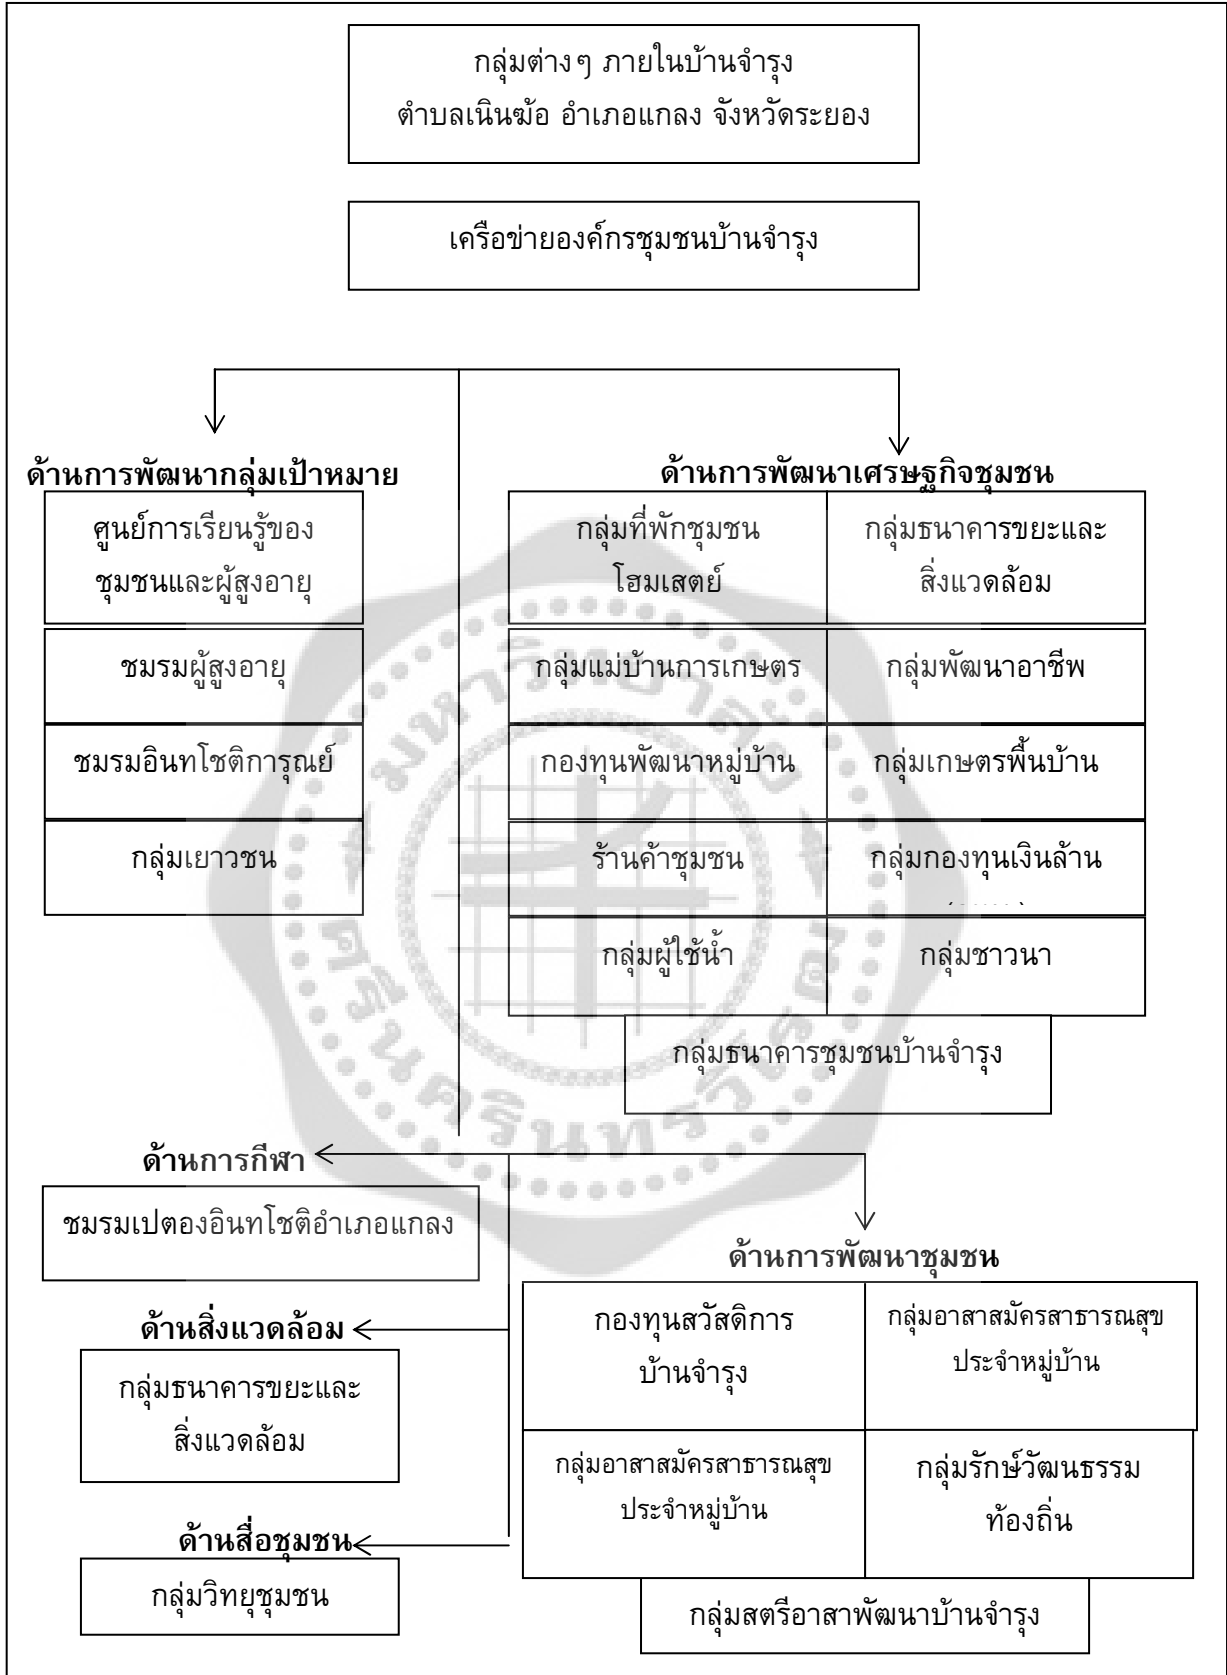 กลุ่มต่างๆ ภายในบ้านจำรุง
ตำบลเนินฆ้อ อำเภอแกลง จังหวัดระยอง
เครือข่ายองค์กรชุมชนบ้านจำรุง
ด้านการพัฒนากลุ่มเป้าหมาย
ศูนย์การเรียนรู้ของ
ชุมชนและผู้สูงอายุ
ชมรมผู้สูงอายุ
ชมรมอินทโชติการุณย์
กลุ่มเยาวชน
ด้านการพัฒนาเศรษฐกิจชุมชน
กลุ่มที่พักชุมชน
โฮมเสตย์
กลุ่มธนาคารขยะและ
สิ่งแวดล้อม
กลุ่มแม่บ้านการเกษตร
กลุ่มพัฒนาอาชีพ
กองทุนพัฒนาหมู่บ้าน
กลุ่มเกษตรพื้นบ้าน
ร้านค้าชุมชน
กลุ่มกองทุนเงินล้าน
กลุ่มผู้ใช้น้ำ
กลุ่มชาวนา
กลุ่มธนาคารชุมชนบ้านจำรุง
ด้านการกีฬา
ชมรมเปตองอินทโชติอำเภอแกลง
ด้านสิ่งแวดล้อม
กลุ่มธนาคารขยะและ
สิ่งแวดล้อม
ด้านสื่อชุมชน
กลุ่มวิทยุชุมชน
ด้านการพัฒนาชุมชน
กองทุนสวัสดิการ
บ้านจำรุง
กลุ่มอาสาสมัครสาธารณสุข
ประจำหมู่บ้าน
กลุ่มอาสาสมัครสาธารณสุข
ประจำหมู่บ้าน
กลุ่มรักษ์วัฒนธรรม
ท้องถิ่น
กลุ่มสตรีอาสาพัฒนาบ้านจำรุง
มหาวิทยาลัย
ศรีนครินทรวิโรฒ